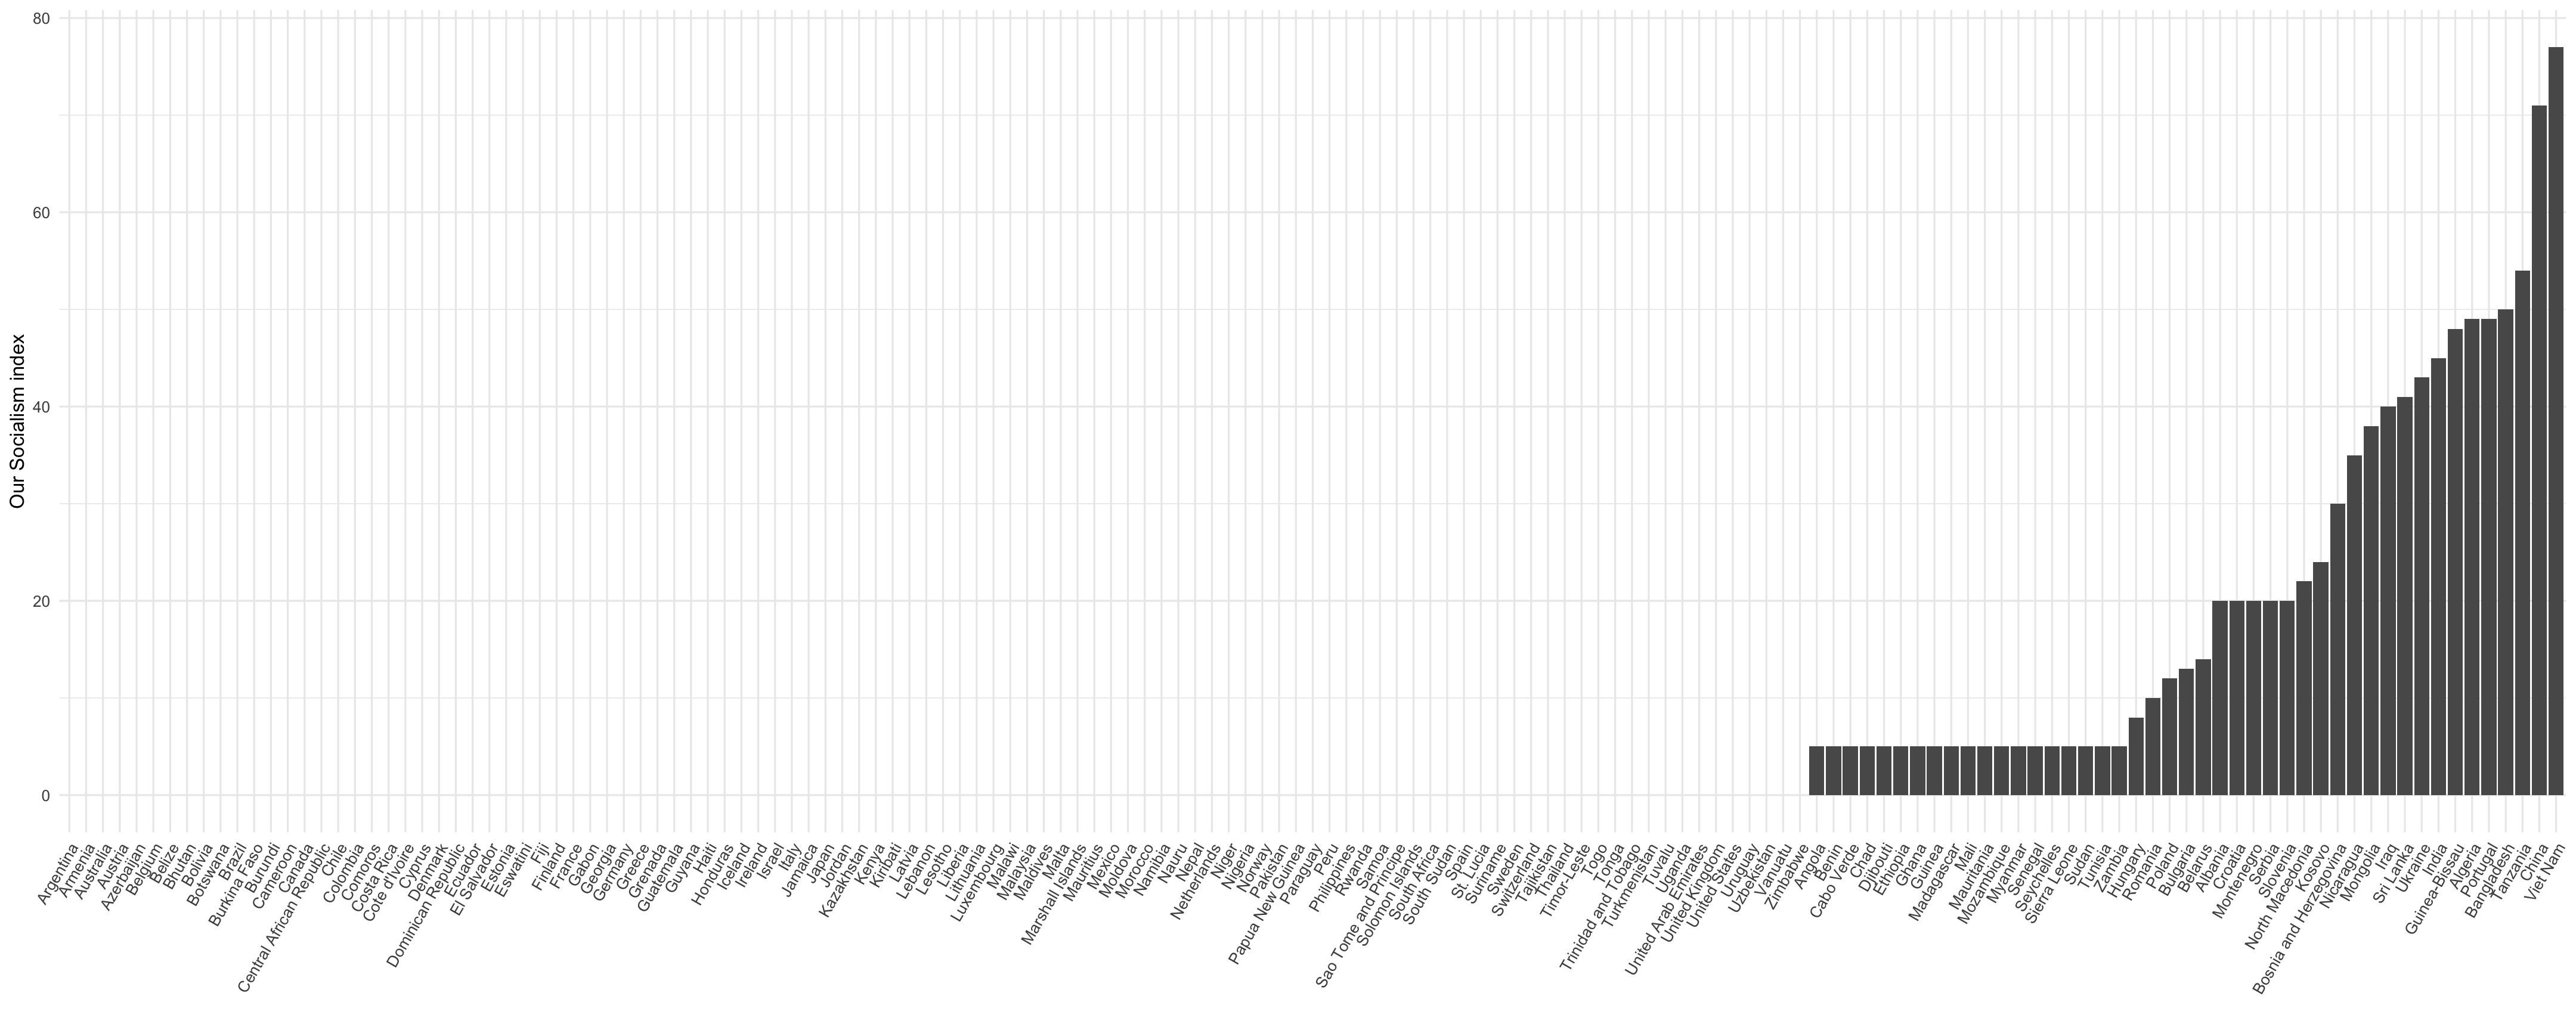 80
60
40
20
0
Our Socialism index
Argentina
Armenia
Australia
Austria
Azerbaijan
Belgium
Belize
Bhutan
Bolivia
Botswana
Brazil
Burkina Faso
Burundi
Cameroon
Canada
Central African Republic
Chile
Colombia
Comoros
Costa Rica
Cote d'Ivoire
Cyprus
Denmark
Dominican Republic
Ecuador
El Salvador
Estonia
Eswatini
Fiji
Finland
France
Gabon
Georgia
Germany
Greece
Grenada
Guatemala
Guyana
Haiti
Honduras
Iceland
Ireland
Israel
Italy
Jamaica
Japan
Jordan
Kazakhstan
Kenya
Kiribati
Latvia
Lebanon
Lesotho
Liberia
Lithuania
Luxembourg
Malawi
Malaysia
Maldives
Malta
Marshall Islands
Mauritius
Mexico
Moldova
Morocco
Namibia
Nauru
Nepal
Netherlands
Niger
Nigeria
Norway
Pakistan
Papua New Guinea
Paraguay
Peru
Philippines
Rwanda
Samoa
Sao Tome and Principe
Solomon Islands
South Africa
South Sudan
Spain
St. Lucia
Suriname
Sweden
Switzerland
Tajikistan
Thailand
Timor-Leste
Togo
Tonga
Trinidad and Tobago
Turkmenistan
Tuvalu
Uganda
United Arab Emirates
United Kingdom
United States
Uruguay
Uzbekistan
Vanuatu
Zimbabwe
Angola
Benin
Cabo Verde
Chad
Djibouti
Ethiopia
Ghana
Guinea
Madagascar
Mali
Mauritania
Mozambique
Myanmar
Senegal
Seychelles
Sierra Leone
Sudan
Tunisia
Zambia
Hungary
Romania
Poland
Bulgaria
Belarus
Albania
Croatia
Montenegro
Serbia
Slovenia
North Macedonia
Kosovo
Bosnia and Herzegovina
Nicaragua
Mongolia
Iraq
Sri Lanka
Ukraine
India
Guinea-Bissau
Algeria
Portugal
Bangladesh
Tanzania
China
Viet Nam